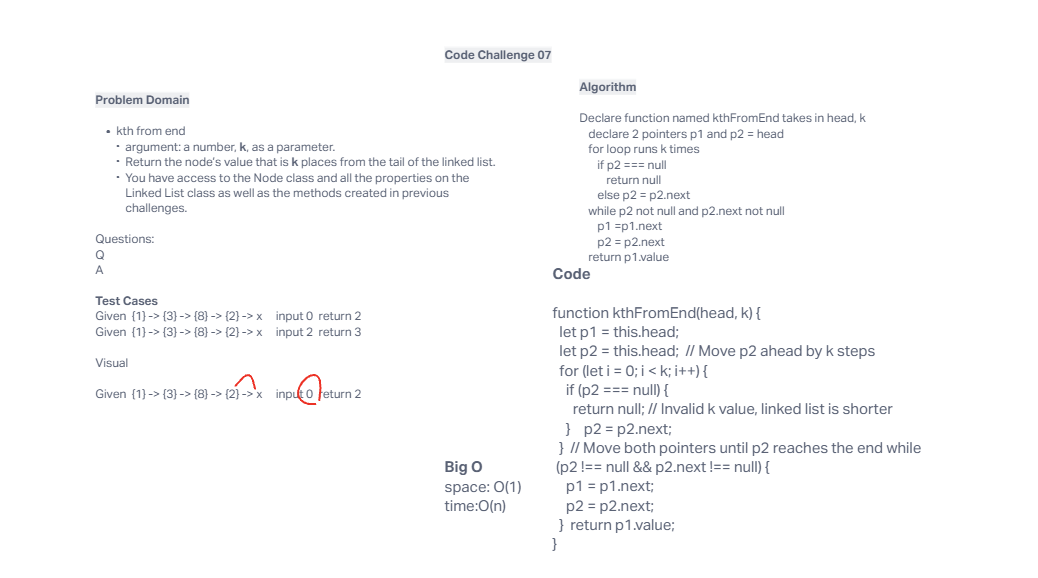 Code Challenge 07
Problem Domain
• kth from end
▪ argument: a number, k, as a parameter.
▪ Return the node's value that is k places from the tail of the linked list.
▪ You have access to the Node class and all the properties on the
Linked List class as well as the methods created in previous
challenges.
Questions:
Q
A
Test Cases
Given {1} -> {3} -> {8} -> {2} -> x input 0 return 2
Given {1} -> {3} -> {8} -> {2} -> x input 2 return 3
Visual
Given {1} -> {3} -> {8} -> {2} -> x input 0 return 2
Algorithm
Declare function named kthFromEnd takes in head, k
declare 2 pointers p1 and p2 = head
for loop runs k times
if p2 === null
return null
else p2 = p2.next
while p2 not null and p2.next not null
p1 =p1.next
p2 = p2.next
return p1.value
Code
function kthFromEnd(head, k) {
let p1 = this.head;
let p2 = this.head; // Move p2 ahead by k steps
for (let i = 0; i < k; i++) {
if (p2 === null) {
return null; // Invalid k value, linked list is shorter
} p2 = p2.next;
} // Move both pointers until p2 reaches the end while
(p2 !== null && p2.next !== null) {
p1 = p1.next;
p2 = p2.next;
} return p1.value;
}
Big O
space: O(1)
time:O(n)